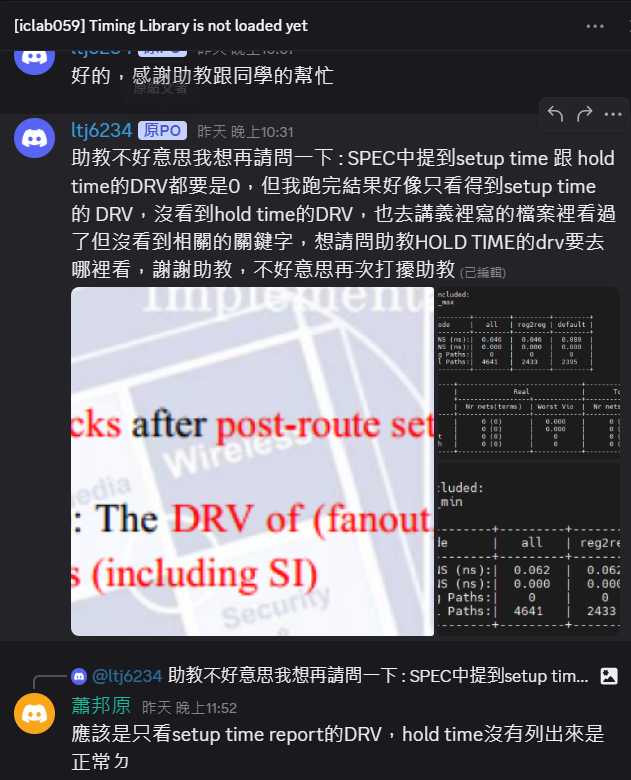 [iclab059] Timing Library is not loaded yet
ltj6234 原PO 昨天 晚上10:31
好的，感謝助教跟同學的幫忙
原始文者
ltj6234 原PO 昨天 晚上10:31
助教不好意思我想再請問一下 : SPEC中提到setup time 跟 hold
time的DRV都要是0，但我跑完結果好像只看得到setup time
的 DRV，沒看到hold time的DRV，也去講義裡寫的檔案裡看過
了但沒看到相關的關鍵字，想請問助教HOLD TIME的drv要去
哪裡看，謝謝助教，不好意思再次打擾助教 (已編輯)
Implementa
cks after post-route set
Wireless
edia
: The DRV of (fanout,
s (including SI)
Security
&
ncluded:
_max
ode | all | reg2reg | default |
NS (ns):| 0.046 | 0.046 | 0.080 |
NS (ns):| 0.000 | 0.000 | 0.000 |
g Paths:| 0 | 0 | 0 |
l Paths:| 4641 | 2433 | 2395 |
Real | To
Nr nets(terms) | Worst Vio | Nr nets
0 (0) | 0.000 | 0 (
0 (0) | 0.000 | 0 (
0 (0) | 0 | 0 (
0 (0) | 0 | 0 (
cluded:
_min
de | all | reg2re
NS (ns):| 0.062 | 0.062
NS (ns):| 0.000 | 0.000
g Paths:| 0 | 0
l Paths:| 4641 | 2433
@ltj6234 助教不好意思我想再請問一下 : SPEC中提到setup tim...
蕭邦原 昨天 晚上11:52
應該是只看setup time report的DRV，hold time沒有列出來是
正常ㄉ